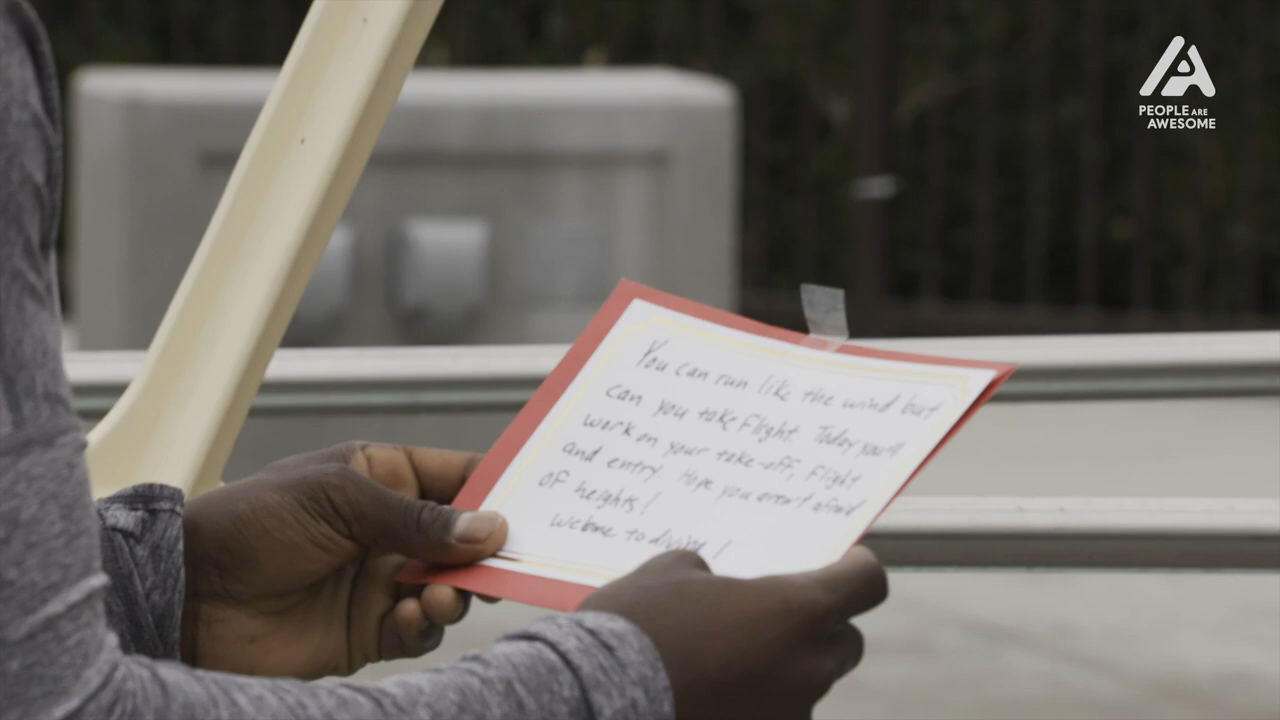 PEOPLE ARE
AWESOME
You can run like the wind but
can you take flight. Today you'll
work on your take-off, flight
and entry. Hope you aren't afraid
of heights!
Welcome to diving!